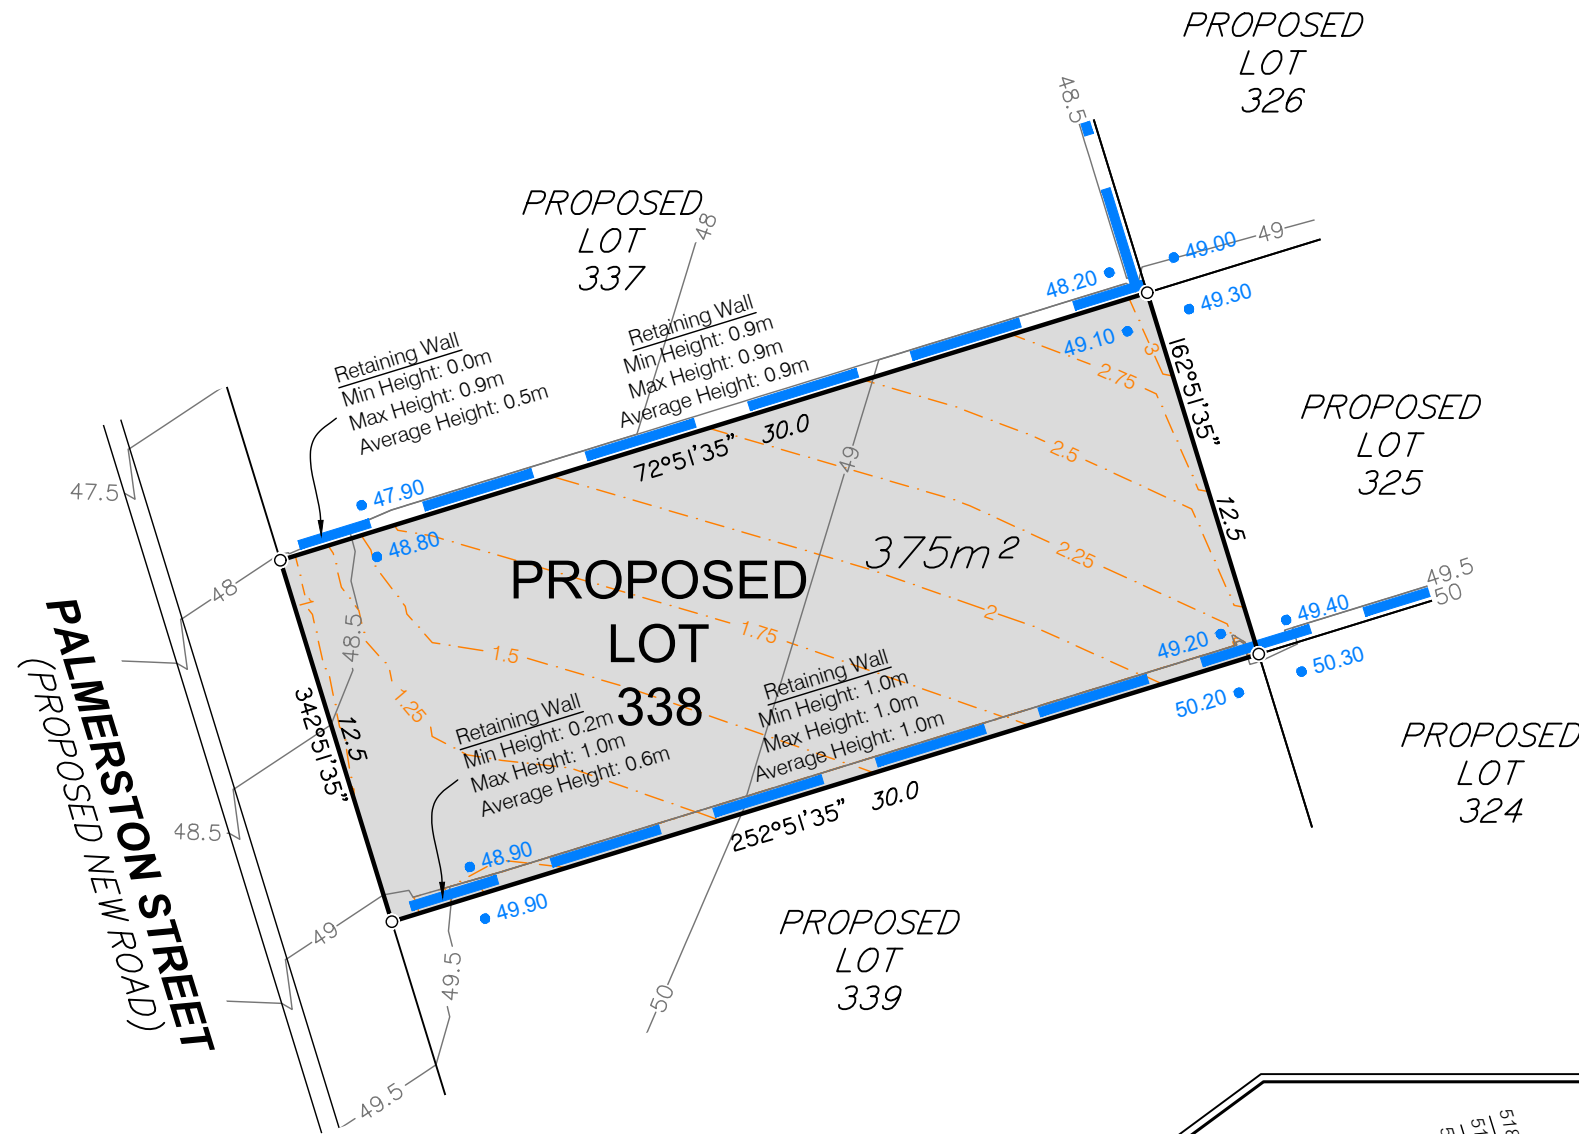 PROPOSED
LOT
326
48.5
PROPOSED
LOT
337
48
49
49.00
48.20
49.30
49.10
Retaining Wall
Min Height: 0.9m
Max Height: 0.9m
Average Height: 0.9m
Retaining Wall
Min Height: 0.0m
Max Height: 0.9m
Average Height: 0.5m
3
2.75
162°51'35"
12.5
PROPOSED
LOT
325
72°51'35" 30.0
49
2.5
47.5
47.90
48.80
375m²
2.25
PROPOSED
LOT
338
48
1
48.5
1.5
1.75
2
49.5
50
49.40
49.20
50.30
50.20
PALMERSTON STREET
(PROPOSED NEW ROAD)
342°51'35"
12.5
1.25
Retaining Wall
Min Height: 0.2m
Max Height: 1.0m
Average Height: 0.6m
Retaining Wall
Min Height: 1.0m
Max Height: 1.0m
Average Height: 1.0m
PROPOSED
LOT
324
252°51'35" 30.0
48.5
48.90
49.90
49
49.5
50
PROPOSED
LOT
339
49.5
518